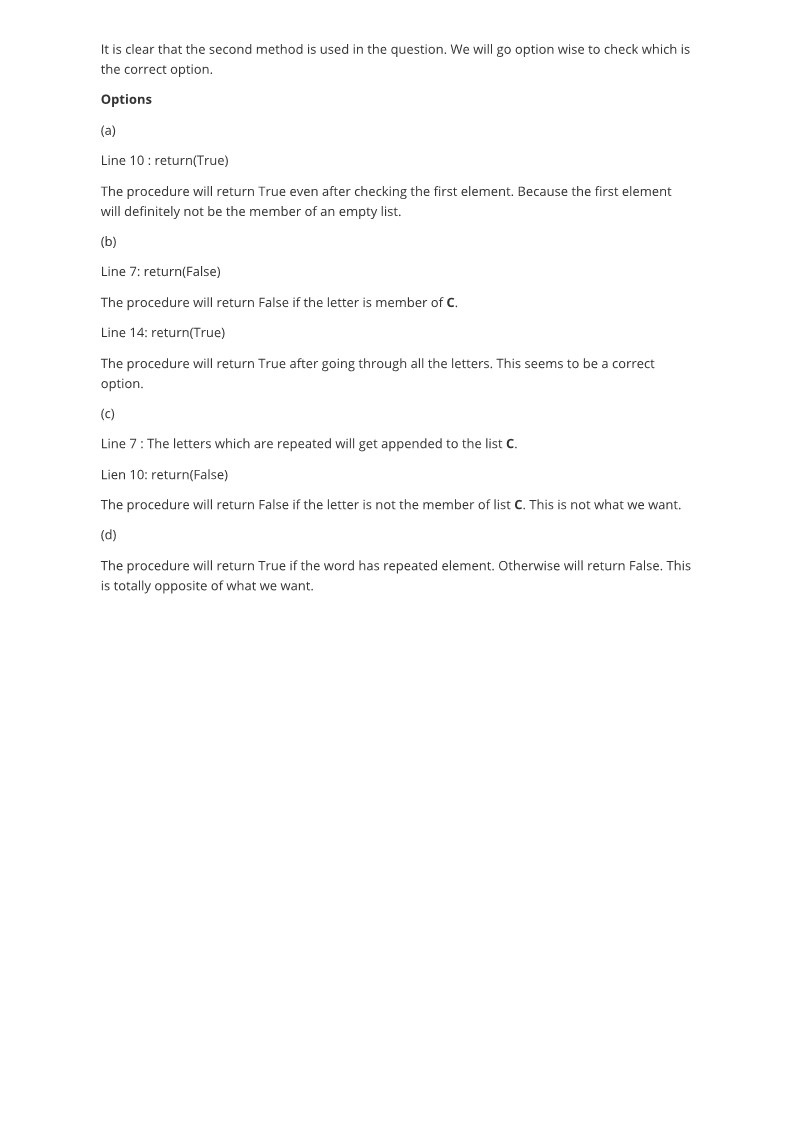 It is clear that the second method is used in the question. We will go option wise to check which is
the correct option.
Options
(a)
Line 10 : return(True)
The procedure will return True even after checking the first element. Because the first element
will definitely not be the member of an empty list.
(b)
Line 7: return(False)
The procedure will return False if the letter is member of C.
Line 14: return(True)
The procedure will return True after going through all the letters. This seems to be a correct
option.
(c)
Line 7 : The letters which are repeated will get appended to the list C.
Lien 10: return(False)
The procedure will return False if the letter is not the member of list C. This is not what we want.
(d)
The procedure will return True if the word has repeated element. Otherwise will return False. This
is totally opposite of what we want.